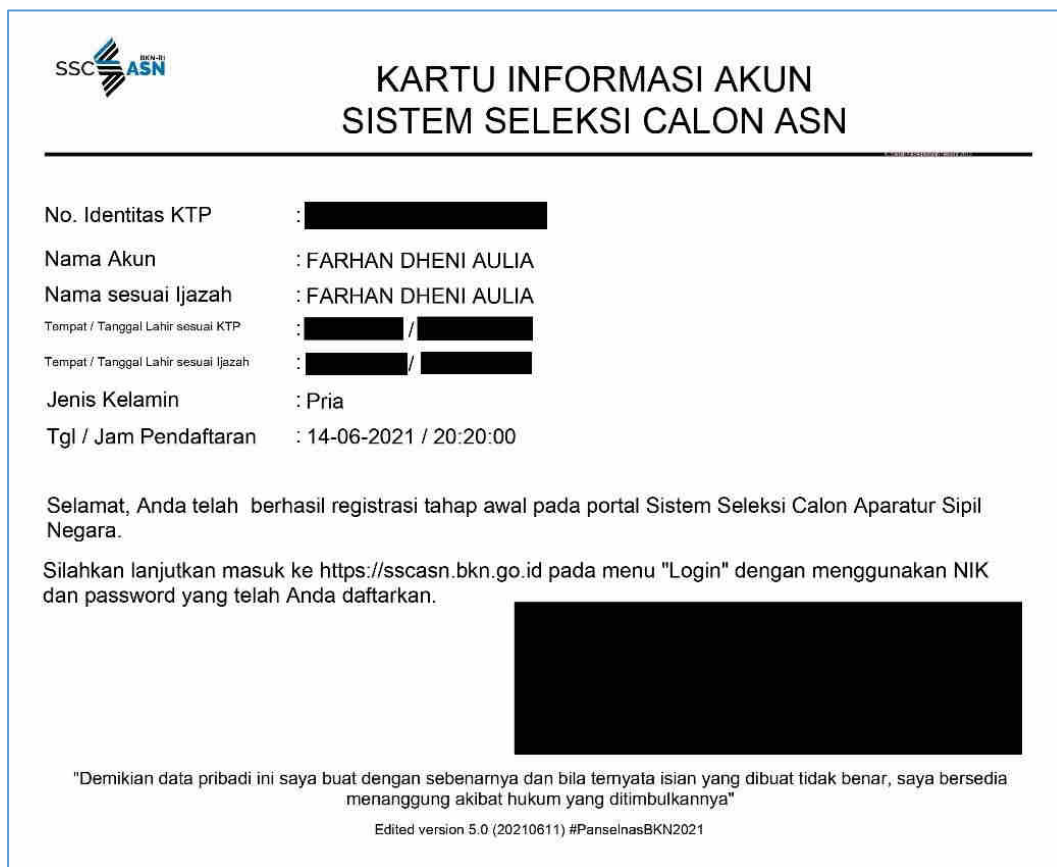 SSC ASN
BKN-RI
KARTU INFORMASI AKUN
SISTEM SELEKSI CALON ASN
No. Identitas KTP :
Nama Akun : FARHAN DHENI AULIA
Nama sesuai Ijazah : FARHAN DHENI AULIA
Tempat / Tanggal Lahir sesuai KTP : /
Tempat / Tanggal Lahir sesuai Ijazah : /
Jenis Kelamin : Pria
Tgl / Jam Pendaftaran : 14-06-2021 / 20:20:00
Selamat, Anda telah berhasil registrasi tahap awal pada portal Sistem Seleksi Calon Aparatur Sipil
Negara.
Silahkan lanjutkan masuk ke https://sscasn.bkn.go.id pada menu "Login" dengan menggunakan NIK
dan password yang telah Anda daftarkan.
"Demikian data pribadi ini saya buat dengan sebenarnya dan bila ternyata isian yang dibuat tidak benar, saya bersedia
menanggung akibat hukum yang ditimbulkannya"
Edited version 5.0 (20210611) #PanselnasBKN2021